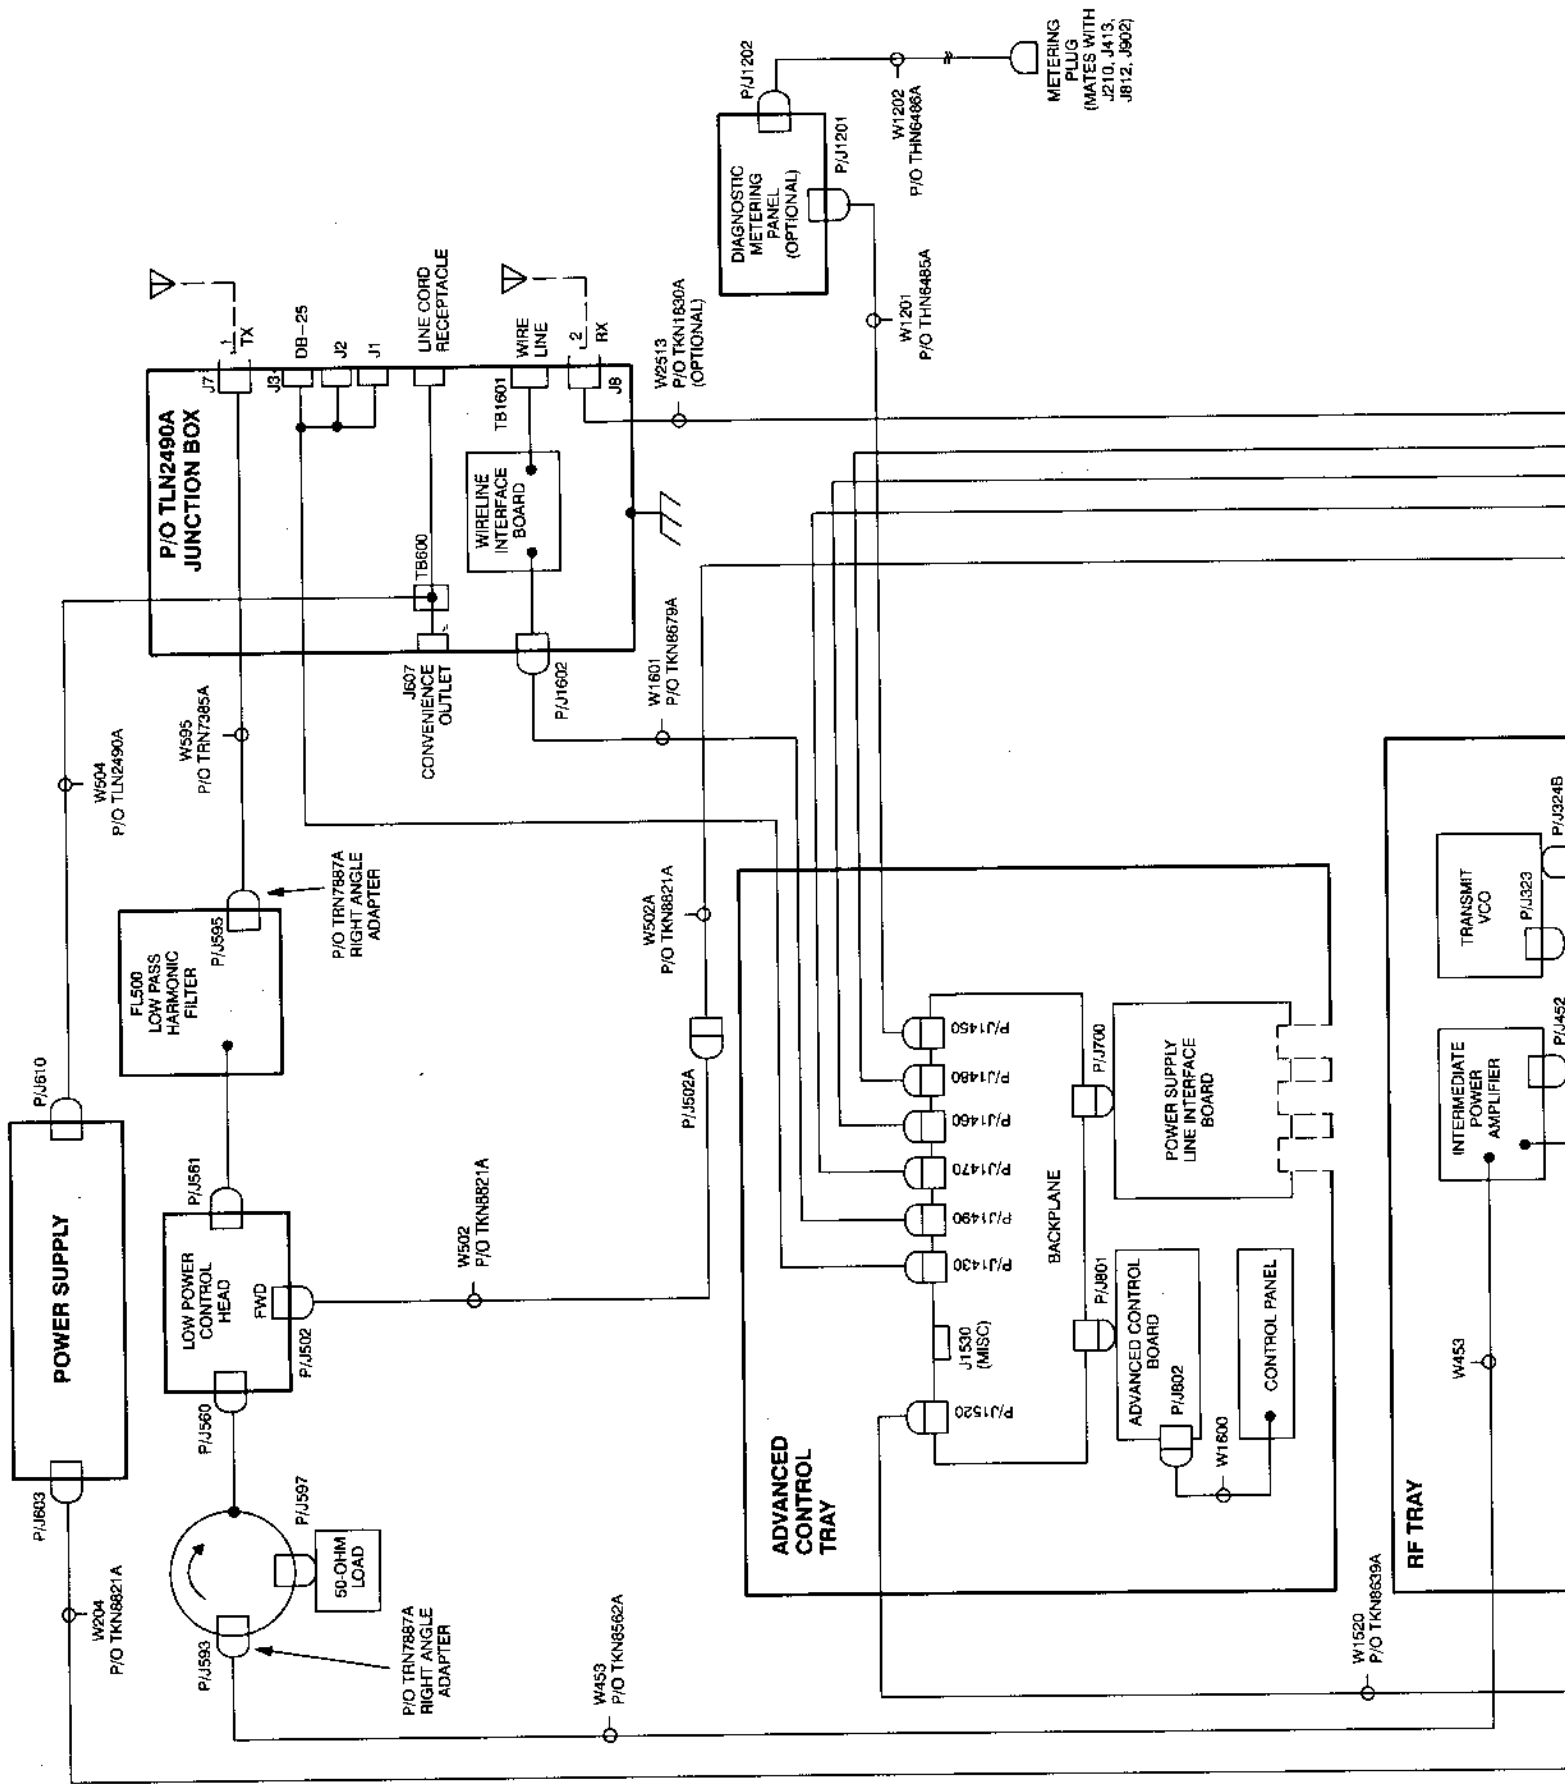 P/J603
W204
P/O TKN8821A
POWER SUPPLY
P/J610
W504
P/O TLN2490A
P/J593
P/O TRN7887A
RIGHT ANGLE
ADAPTER
50-OHM
LOAD
P/J597
P/J560
LOW POWER
CONTROL
HEAD
FWD
P/J502
P/J561
FL500
LOW PASS
HARMONIC
FILTER
P/J595
P/O TRN7887A
RIGHT ANGLE
ADAPTER
W595
P/O TRN7385A
P/O TLN2490A
JUNCTION BOX
J7
1
TX
J3
DB-25
J2
J1
LINE CORD
RECEPTACLE
TB600
J607
CONVENIENCE
OUTLET
WIRELINE
INTERFACE
BOARD
TB1601
WIRE
LINE
2
RX
J8
P/J1602
W1601
P/O TKN8679A
W2513
P/O TKN1830A
(OPTIONAL)
DIAGNOSTIC
METERING
PANEL
(OPTIONAL)
P/J1202
P/J1201
W1202
P/O THN6486A
W1201
P/O THN6485A
METERING
PLUG
(MATES WITH
J210, J413,
J812, J902)
W453
P/O TKN8562A
W502
P/O TKN8821A
P/J502A
W502A
P/O TKN8821A
ADVANCED
CONTROL
TRAY
P/J1520
J1530
(MISC)
P/J1430
P/J1490
P/J1470
P/J1460
P/J1480
P/J1450
BACKPLANE
P/J801
P/J700
ADVANCED CONTROL
BOARD
P/J802
W1600
CONTROL PANEL
POWER SUPPLY
LINE INTERFACE
BOARD
W1520
P/O TKN8639A
RF TRAY
W453
INTERMEDIATE
POWER
AMPLIFIER
P/J452
TRANSMIT
VCO
P/J323
P/J324B